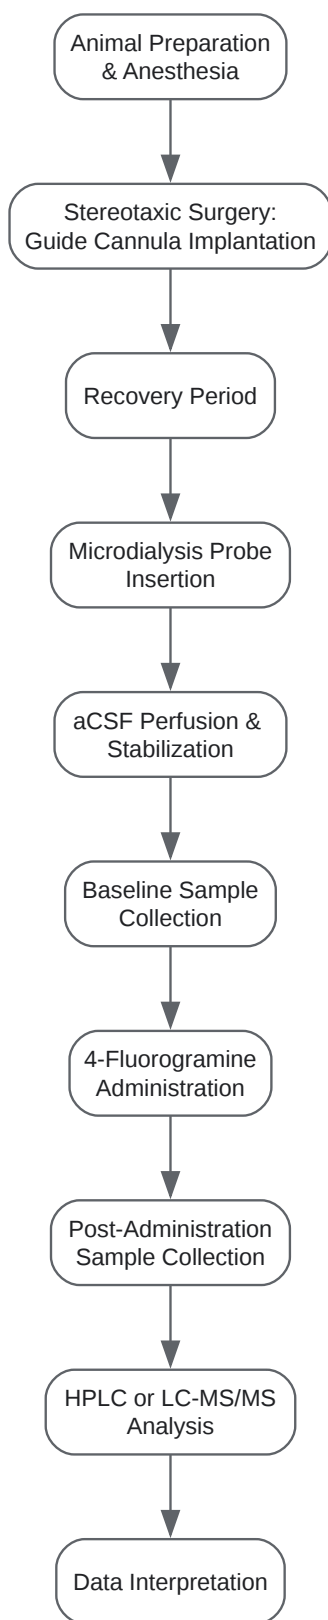 Animal Preparation
& Anesthesia
Stereotaxic Surgery:
Guide Cannula Implantation
Recovery Period
Microdialysis Probe
Insertion
aCSF Perfusion &
Stabilization
Baseline Sample
Collection
4-Fluorogramine
Administration
Post-Administration
Sample Collection
HPLC or LC-MS/MS
Analysis
Data Interpretation